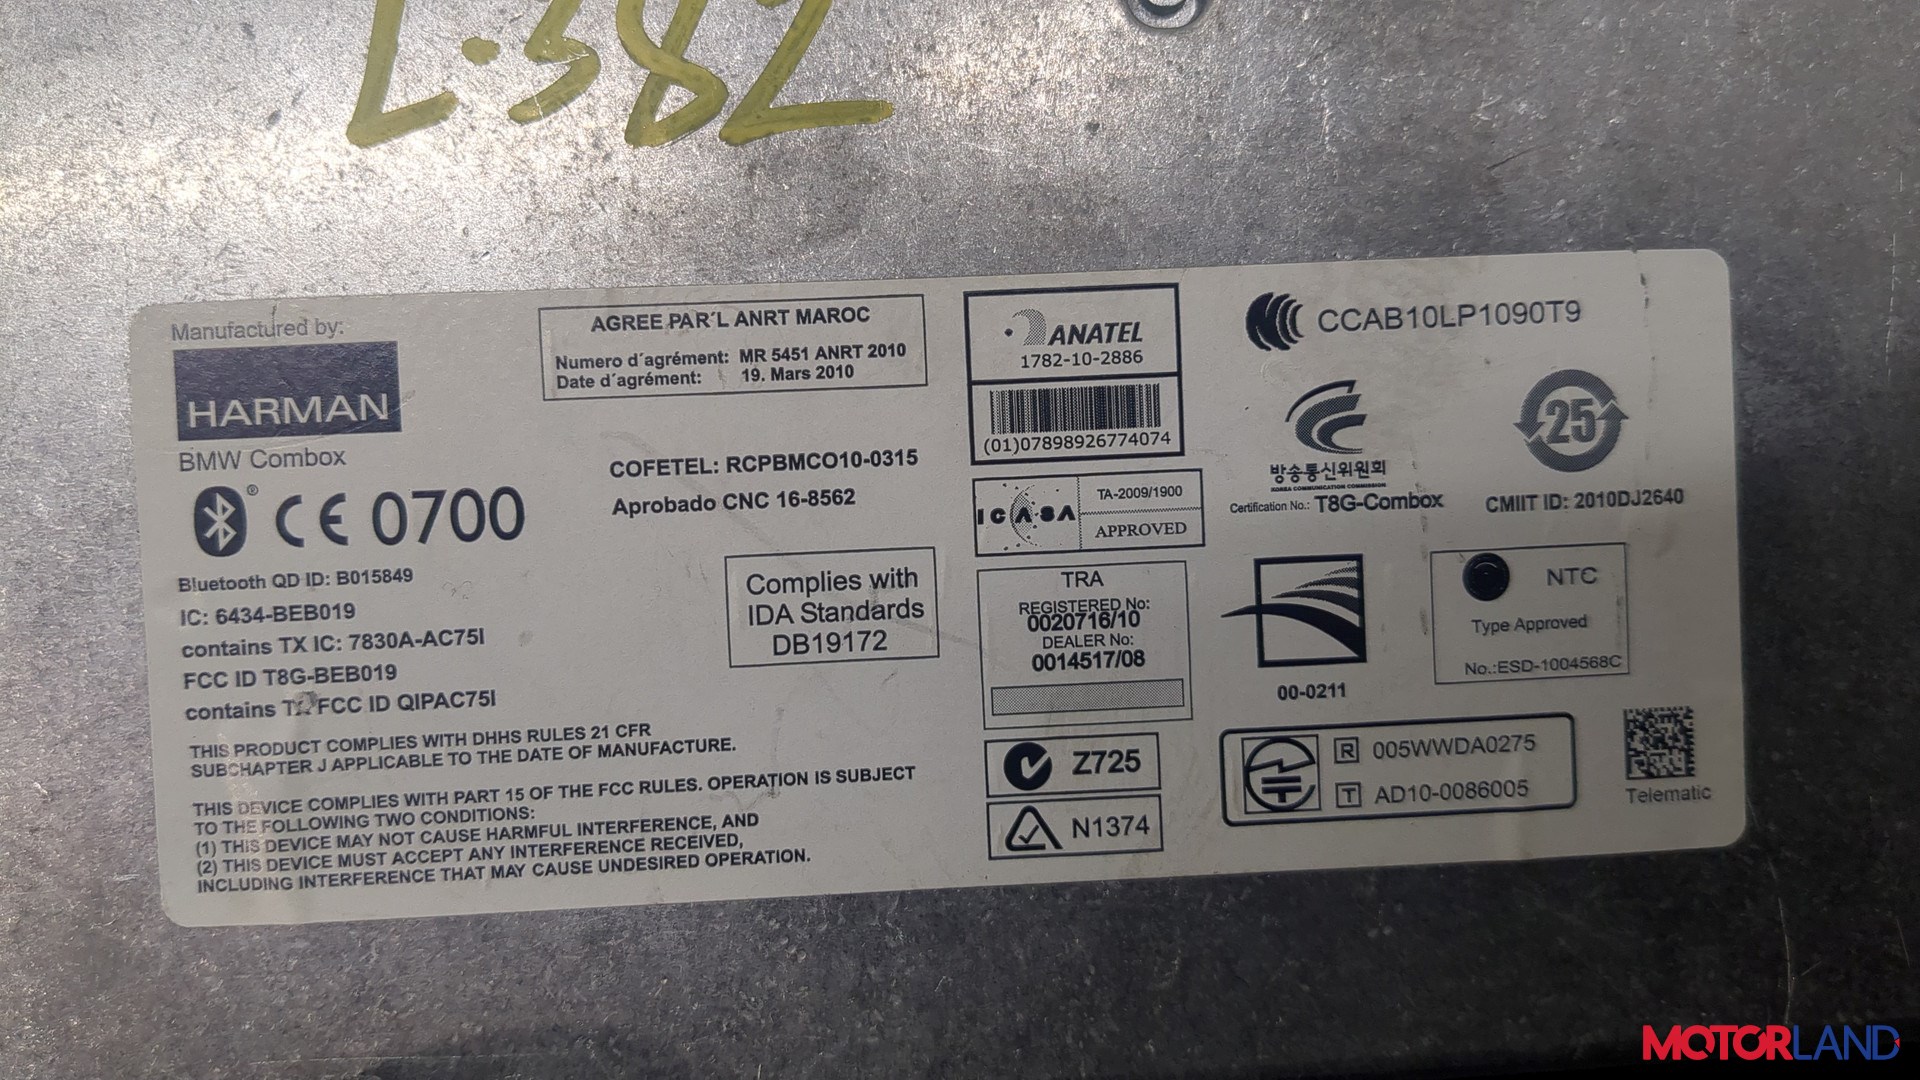 L.382
Manufactured by:
HARMAN
BMW Combox
CE 0700
Bluetooth QD ID: B015849
IC: 6434-BEB019
contains TX IC: 7830A-AC75I
FCC ID T8G-BEB019
contains TX FCC ID QIPAC75I
THIS PRODUCT COMPLIES WITH DHHS RULES 21 CFR
SUBCHAPTER J APPLICABLE TO THE DATE OF MANUFACTURE.
THIS DEVICE COMPLIES WITH PART 15 OF THE FCC RULES. OPERATION IS SUBJECT
TO THE FOLLOWING TWO CONDITIONS:
(1) THIS DEVICE MAY NOT CAUSE HARMFUL INTERFERENCE, AND
(2) THIS DEVICE MUST ACCEPT ANY INTERFERENCE RECEIVED,
INCLUDING INTERFERENCE THAT MAY CAUSE UNDESIRED OPERATION.
AGREE PAR´L ANRT MAROC
Numero d´agrément: MR 5451 ANRT 2010
Date d´agrément: 19. Mars 2010
COFETEL: RCPBMCO10-0315
Aprobado CNC 16-8562
Complies with
IDA Standards
DB19172
ANATEL
1782-10-2886
(01)07898926774074
ICASA
TA-2009/1900
APPROVED
TRA
REGISTERED No:
0020716/10
DEALER No:
0014517/08
Z725
N1374
CCAB10LP1090T9
방송통신위원회
KOREA COMMUNICATIONS COMMISSION
Certification No.: T8G-Combox
25
CMIIT ID: 2010DJ2640
00-0211
NTC
Type Approved
No.:ESD-1004568C
R 005WWDA0275
T AD10-0086005
Telematic
MOTORLAND